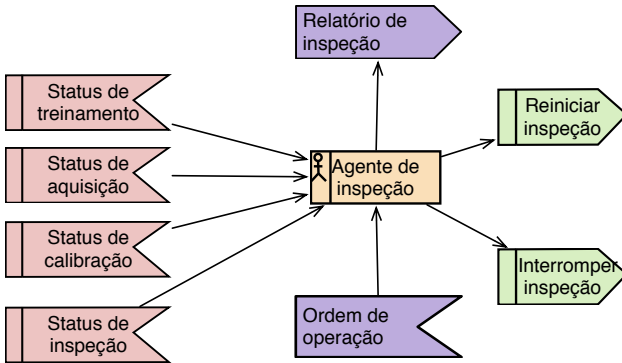 Relatório de
inspeção
Status de
treinamento
Reiniciar
inspeção
Status de
aquisição
Agente de
inspeção
Status de
calibração
Interromper
inspeção
Status de
inspeção
Ordem de
operação